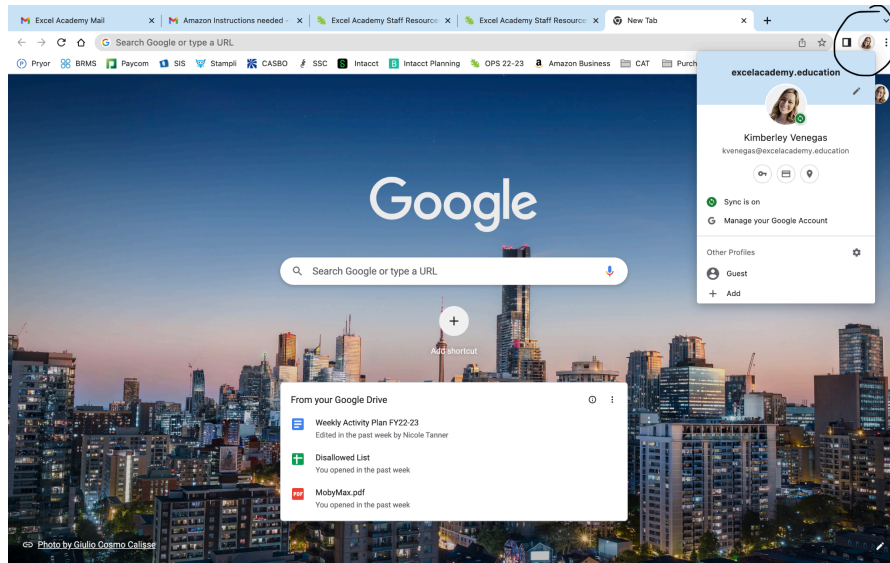 Excel Academy Mail
Amazon Instructions needed -
Excel Academy Staff Resource
Excel Academy Staff Resource
New Tab
Search Google or type a URL
Pryor
BRMS
Paycom
SIS
Stampli
CASBO
SSC
Intacct
Intacct Planning
OPS 22-23
Amazon Business
CAT
Purch
excelacademy.education
Kimberley Venegas
kvenegas@excelacademy.education
Sync is on
Manage your Google Account
Other Profiles
Guest
Add
Google
Search Google or type a URL
Add shortcut
From your Google Drive
Weekly Activity Plan FY22-23
Edited in the past week by Nicole Tanner
Disallowed List
You opened in the past week
PDF
MobyMax.pdf
You opened in the past week
Photo by Giulio Cosmo Calisse